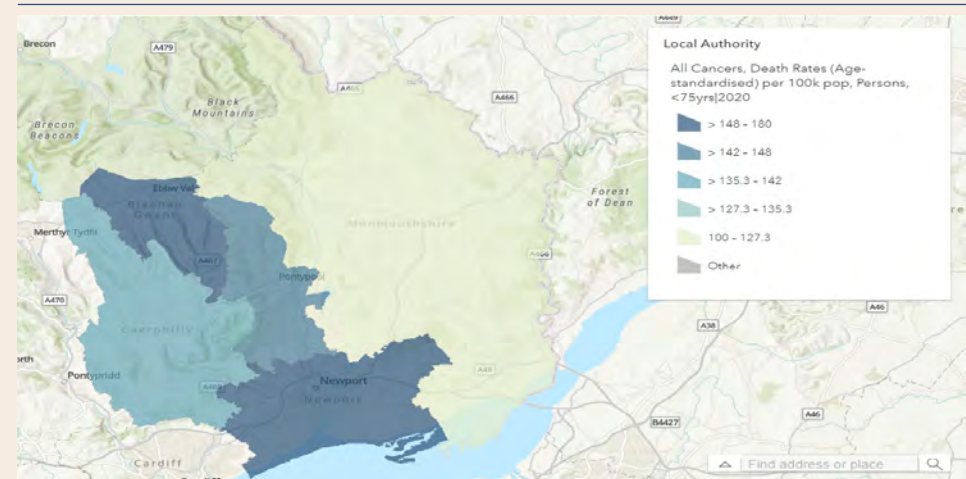 A449
Brecon
A479
A465
A466
Black
Mountains
Brecon
Beacons
Ebbw Val
Blaenau
Gwent
Forest
of Dean
Monmouthshire
Merthyr Tydfil
A467
A466
Pontypool
A470
Caerphilly
A48
Pontypridd
Newport
Newport
Cardiff
Local Authority
All Cancers, Death Rates (Age-
standardised) per 100k pop, Persons,
<75yrs|2020
> 148 - 180
> 142 - 148
> 135.3 - 142
> 127.3 - 135.3
100 - 127.3
Other
A46
A38
A46
B4427
Find address or place